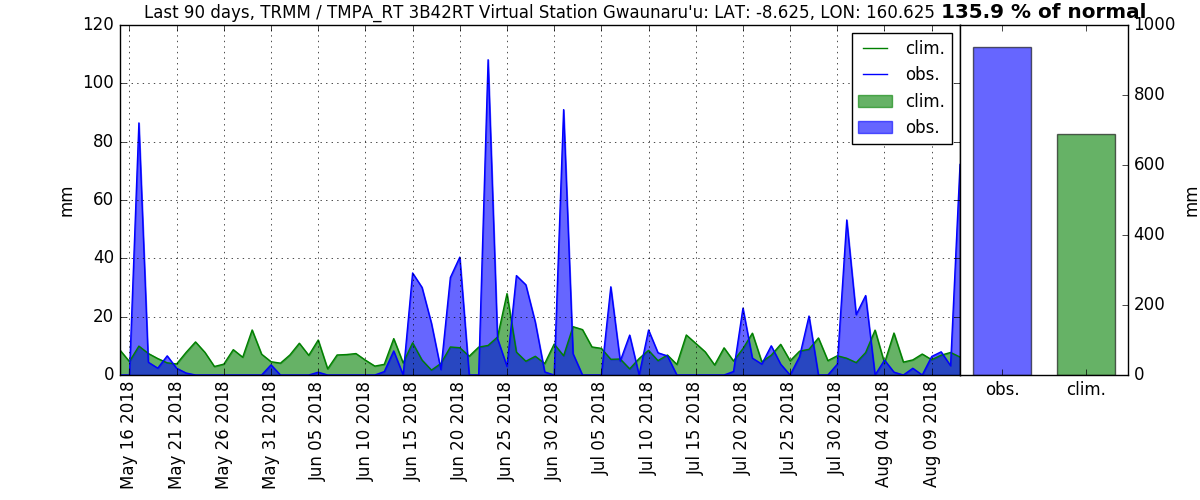 Last 90 days, TRMM / TMPA_RT 3B42RT Virtual Station Gwaunaru'u: LAT: -8.625, LON: 160.625 135.9 % of normal
120
100
80
60
40
20
0
mm
clim.
obs.
clim.
obs.
May 16 2018
May 21 2018
May 26 2018
May 31 2018
Jun 05 2018
Jun 10 2018
Jun 15 2018
Jun 20 2018
Jun 25 2018
Jun 30 2018
Jul 05 2018
Jul 10 2018
Jul 15 2018
Jul 20 2018
Jul 25 2018
Jul 30 2018
Aug 04 2018
Aug 09 2018
1000
800
600
400
200
0
mm
obs.
clim.